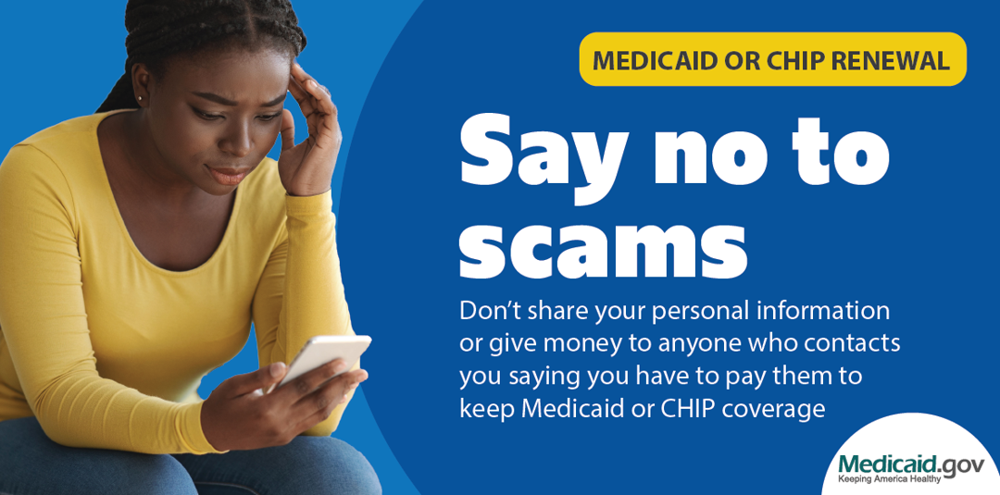 MEDICAID OR CHIP RENEWAL
Say no to
scams
Don’t share your personal information
or give money to anyone who contacts
you saying you have to pay them to
keep Medicaid or CHIP coverage
Medicaid.gov
Keeping America Healthy